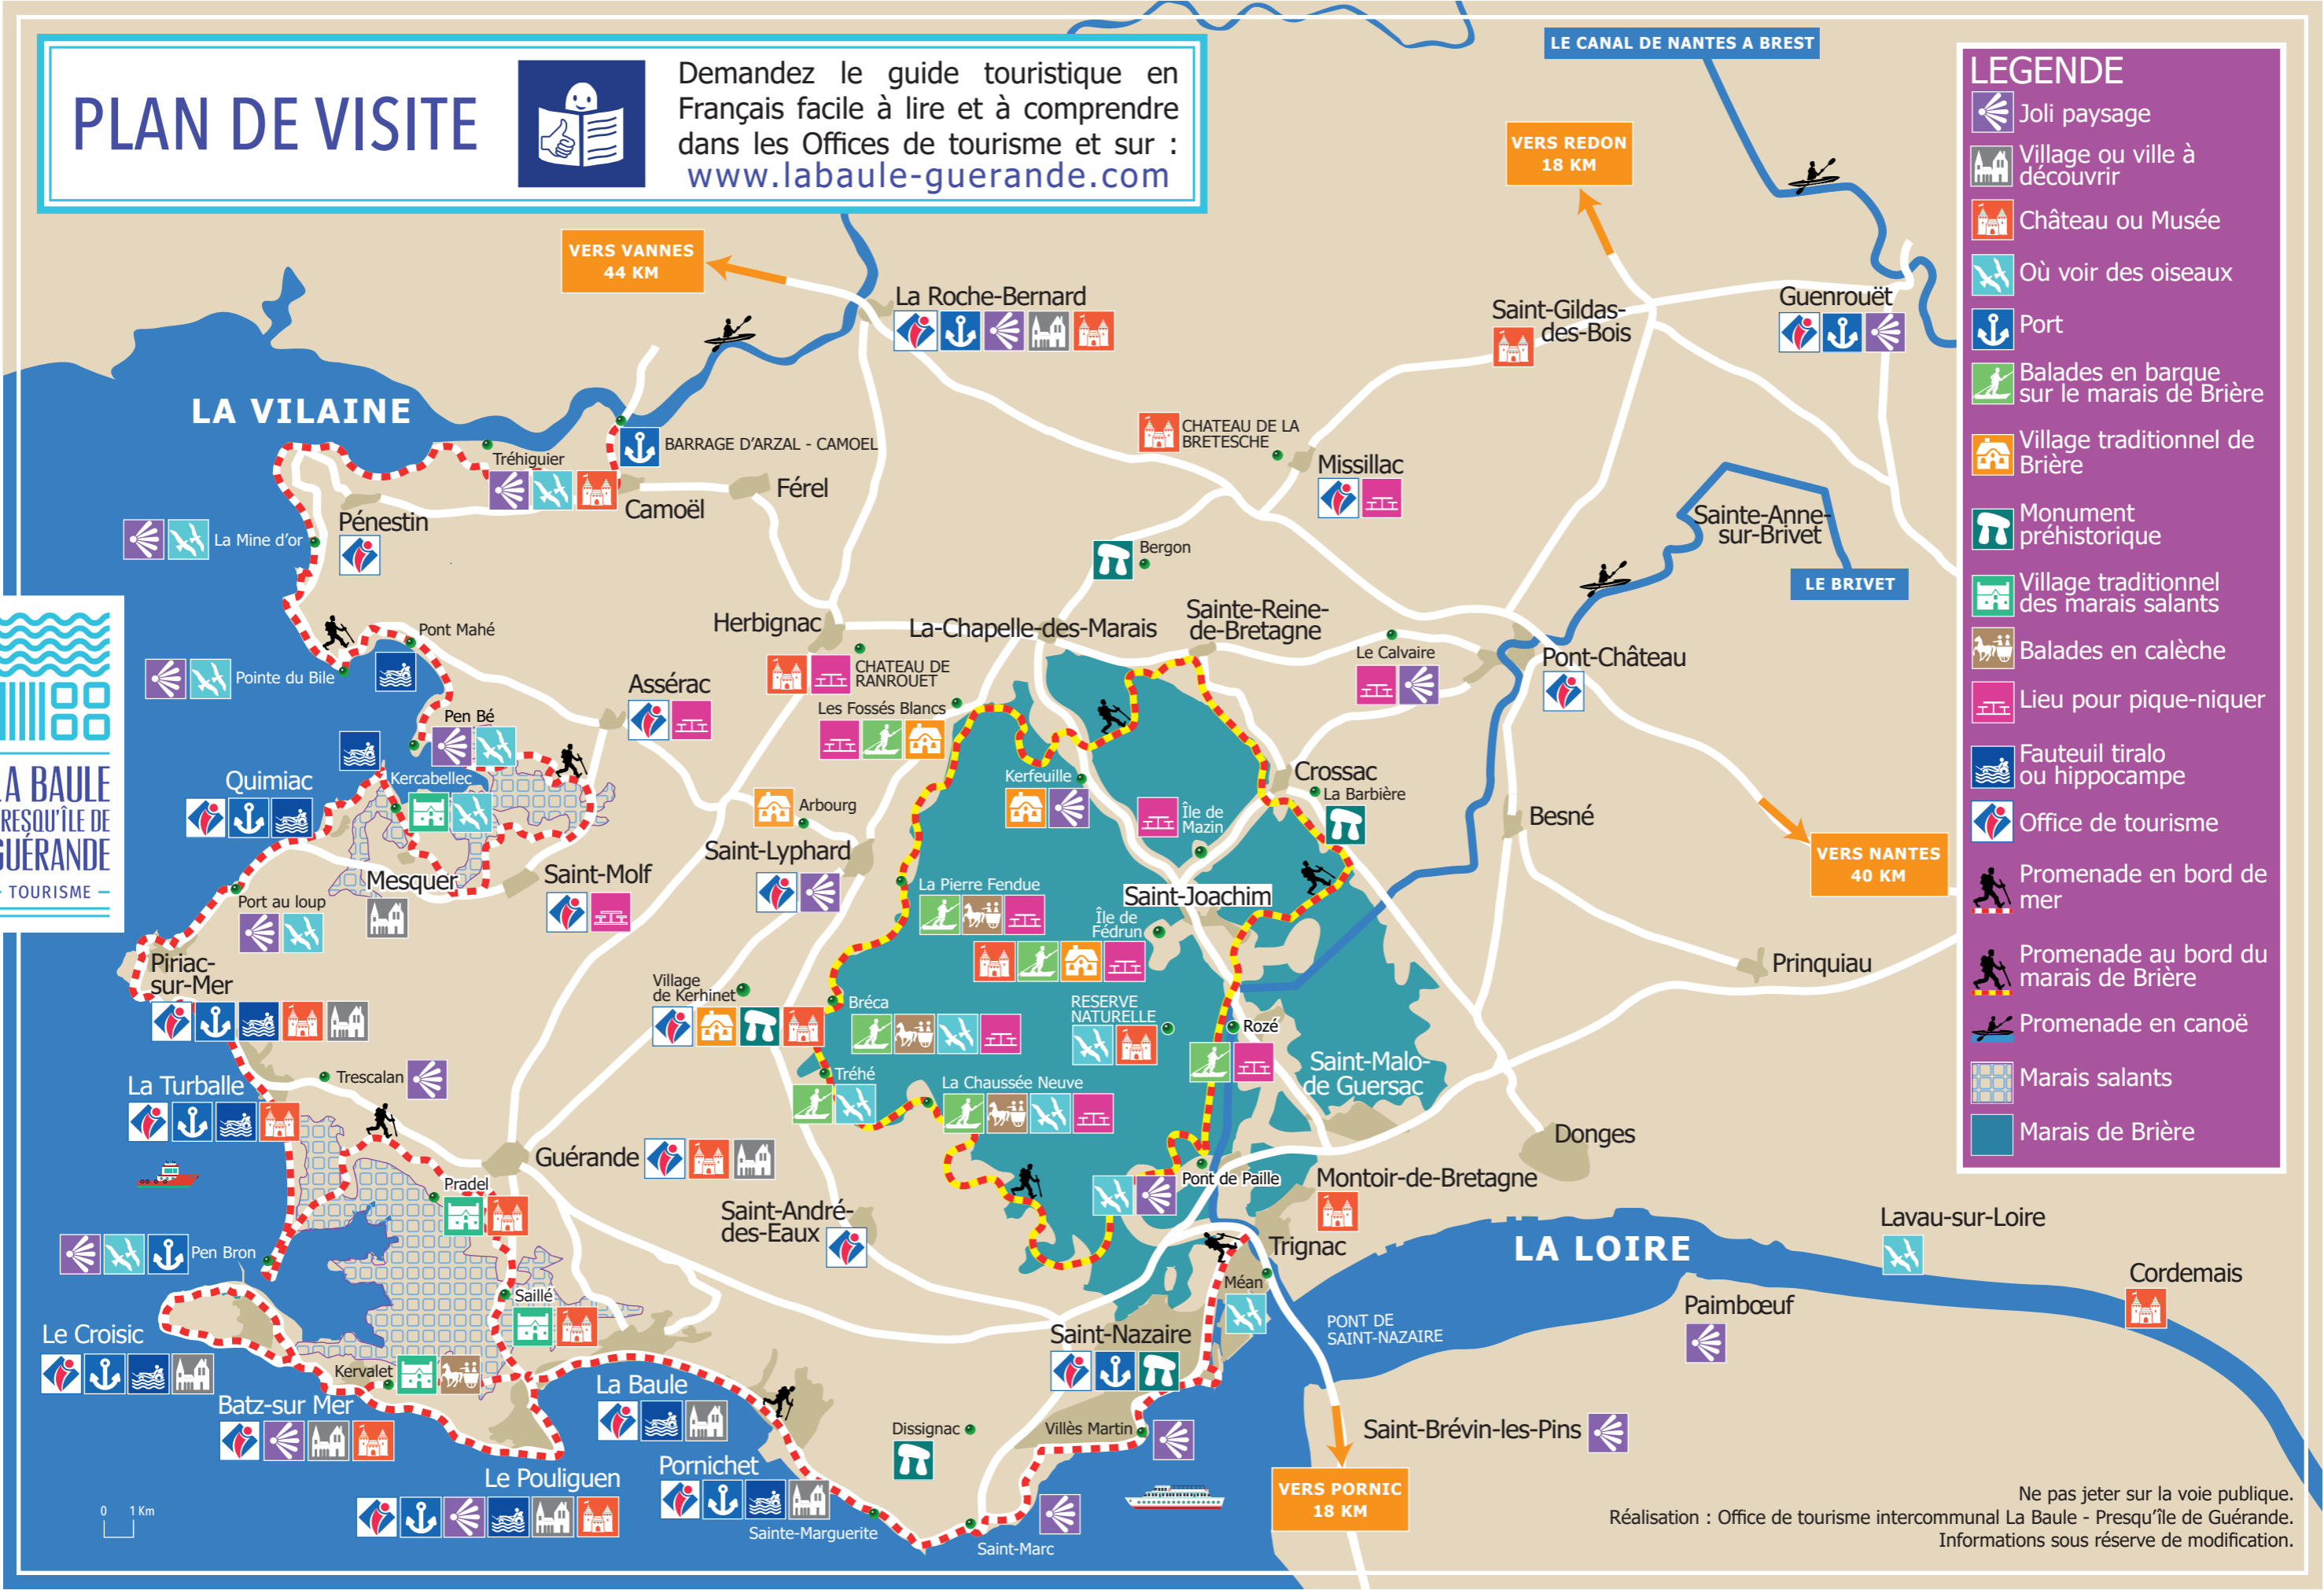 PLAN DE VISITE
Demandez le guide touristique en
Français facile à lire et à comprendre
dans les Offices de tourisme et sur :
www.labaule-guerande.com
LE CANAL DE NANTES A BREST
VERS REDON
18 KM
VERS VANNES
44 KM
La Roche-Bernard
Saint-Gildas-
des-Bois
Guenrouët
LA VILAINE
BARRAGE D'ARZAL - CAMOEL
CHATEAU DE LA
BRETESCHE
Missillac
Tréhiguier
Férel
Camoël
Pénestin
La Mine d'or
Sainte-Anne-
sur-Brivet
LE BRIVET
Bergon
Pont Mahé
Herbignac
La-Chapelle-des-Marais
Sainte-Reine-
de-Bretagne
Le Calvaire
Pont-Château
Pointe du Bile
CHATEAU DE
RANROUET
Assérac
Les Fossés Blancs
Pen Bé
Kercabellec
Quimiac
Kerfeuille
Crossac
La Barbière
Arbourg
Île de
Mazin
Besné
VERS NANTES
40 KM
LA BAULE
PRESQU'ÎLE DE
GUÉRANDE
TOURISME
Saint-Lyphard
Saint-Molf
Mesquer
La Pierre Fendue
Saint-Joachim
Port au loup
Île de
Fédrun
Piriac-
sur-Mer
Prinquiau
Village
de Kerhinet
Bréca
RESERVE
NATURELLE
Rozé
Saint-Malo-
de Guersac
Trescalan
Tréhé
La Turballe
La Chaussée Neuve
Donges
Guérande
Pradel
Pont de Paille
Montoir-de-Bretagne
Saint-André-
des-Eaux
Lavau-sur-Loire
Pen Bron
Trignac
LA LOIRE
Cordemais
Méan
Saillé
Paimbœuf
PONT DE
SAINT-NAZAIRE
Le Croisic
Saint-Nazaire
Kervalet
La Baule
Batz-sur Mer
Dissignac
Villès Martin
Saint-Brévin-les-Pins
Pornichet
Le Pouliguen
VERS PORNIC
18 KM
Sainte-Marguerite
Saint-Marc
0 1 Km
LEGENDE
Joli paysage
Village ou ville à
découvrir
Château ou Musée
Où voir des oiseaux
Port
Balades en barque
sur le marais de Brière
Village traditionnel de
Brière
Monument
préhistorique
Village traditionnel
des marais salants
Balades en calèche
Lieu pour pique-niquer
Fauteuil tiralo
ou hippocampe
Office de tourisme
Promenade en bord de
mer
Promenade au bord du
marais de Brière
Promenade en canoë
Marais salants
Marais de Brière
Ne pas jeter sur la voie publique.
Réalisation : Office de tourisme intercommunal La Baule - Presqu'île de Guérande.
Informations sous réserve de modification.